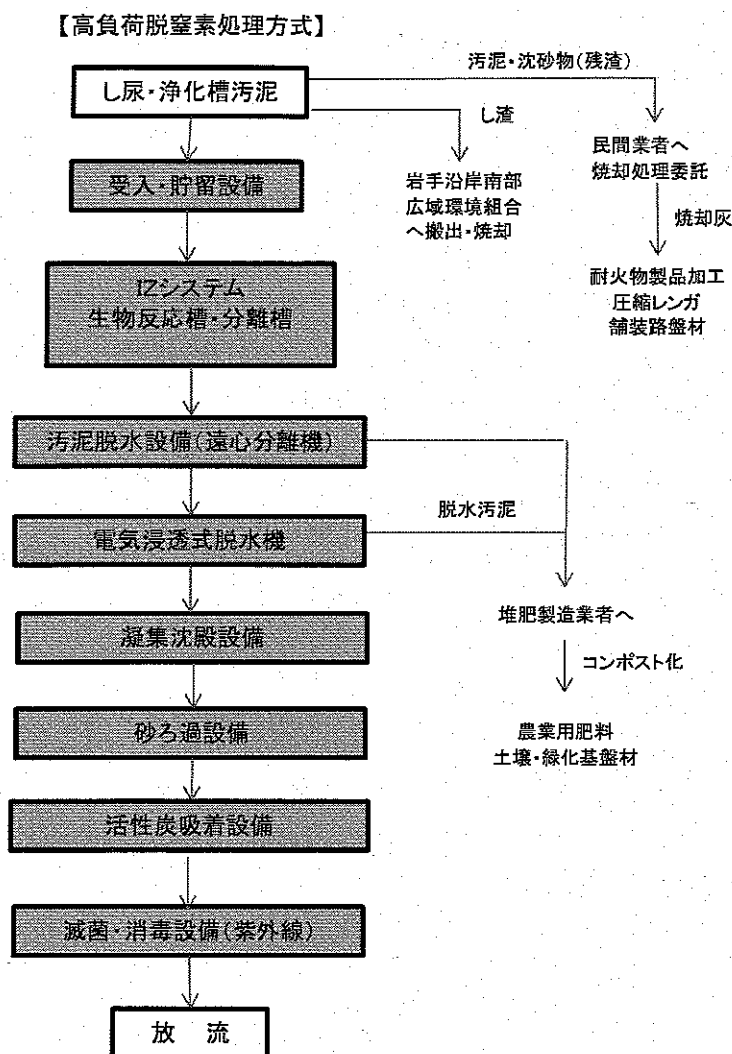 【高負荷脱窒素処理方式】
汚泥・沈砂物(残渣)
し尿・浄化槽汚泥
し渣
民間業者へ
焼却処理委託
受入・貯留設備
岩手沿岸南部
広域環境組合
へ搬出・焼却
焼却灰
IZシステム
生物反応槽・分離槽
耐火物製品加工
圧縮レンガ
舗装路盤材
汚泥脱水設備(遠心分離機)
脱水汚泥
電気浸透式脱水機
堆肥製造業者へ
凝集沈殿設備
コンポスト化
砂ろ過設備
農業用肥料
土壌・緑化基盤材
活性炭吸着設備
滅菌・消毒設備(紫外線)
放　流